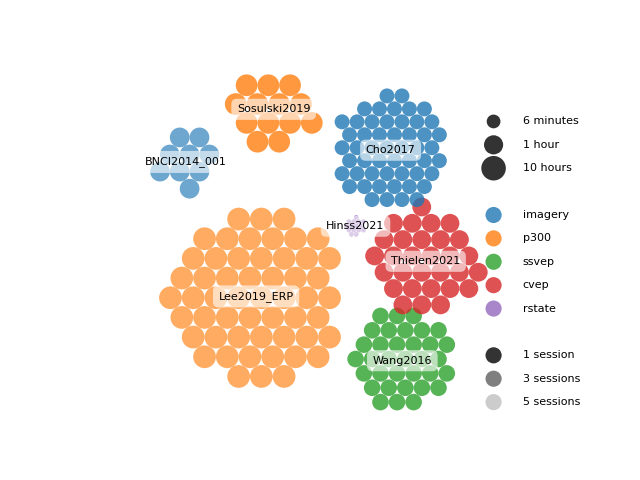 Sosulski2019
BNCI2014_001
Cho2017
Hinss2021
Thielen2021
Lee2019_ERP
Wang2016
6 minutes
1 hour
10 hours
imagery
p300
ssvep
cvep
rstate
1 session
3 sessions
5 sessions